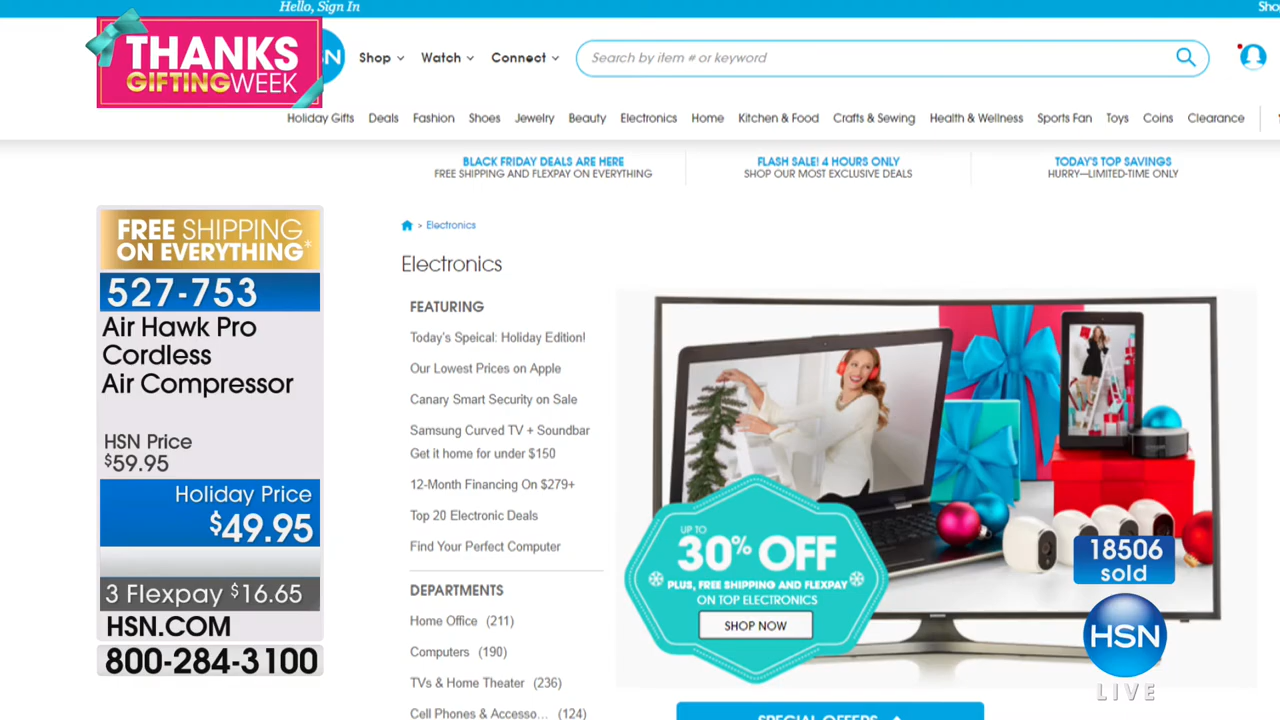 Hello, Sign In
Sho
THANKS
GIFTINGWEEK
Shop
Watch
Connect
Search by item # or keyword
Holiday Gifts
Deals
Fashion
Shoes
Jewelry
Beauty
Electronics
Home
Kitchen & Food
Crafts & Sewing
Health & Wellness
Sports Fan
Toys
Coins
Clearance
BLACK FRIDAY DEALS ARE HERE
FREE SHIPPING AND FLEXPAY ON EVERYTHING
FLASH SALE! 4 HOURS ONLY
SHOP OUR MOST EXCLUSIVE DEALS
TODAY'S TOP SAVINGS
HURRY—LIMITED-TIME ONLY
FREE SHIPPING
ON EVERYTHING*
527-753
Air Hawk Pro
Cordless
Air Compressor
HSN Price
$59.95
Holiday Price
$49.95
3 Flexpay $16.65
HSN.COM
800-284-3100
> Electronics
Electronics
FEATURING
Today's Speical: Holiday Edition!
Our Lowest Prices on Apple
Canary Smart Security on Sale
Samsung Curved TV + Soundbar
Get it home for under $150
12-Month Financing On $279+
Top 20 Electronic Deals
Find Your Perfect Computer
DEPARTMENTS
Home Office (211)
Computers (190)
TVs & Home Theater (236)
Cell Phones & Accesso... (124)
UP TO
30% OFF
PLUS, FREE SHIPPING AND FLEXPAY
ON TOP ELECTRONICS
SHOP NOW
SPECIAL OFFERS
18506
sold
HSN
LIVE